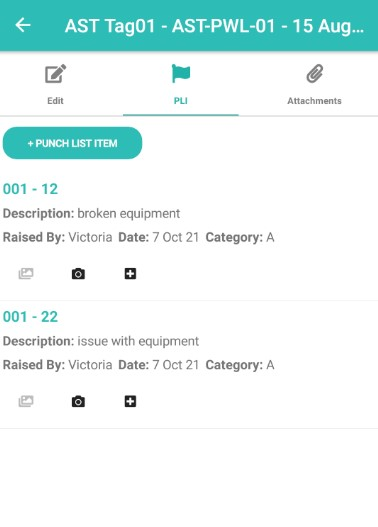 AST Tag01 - AST-PWL-01 - 15 Aug...
Edit
PLI
Attachments
+ PUNCH LIST ITEM
001 - 12
Description: broken equipment
Raised By: Victoria Date: 7 Oct 21 Category: A
001 - 22
Description: issue with equipment
Raised By: Victoria Date: 7 Oct 21 Category: A